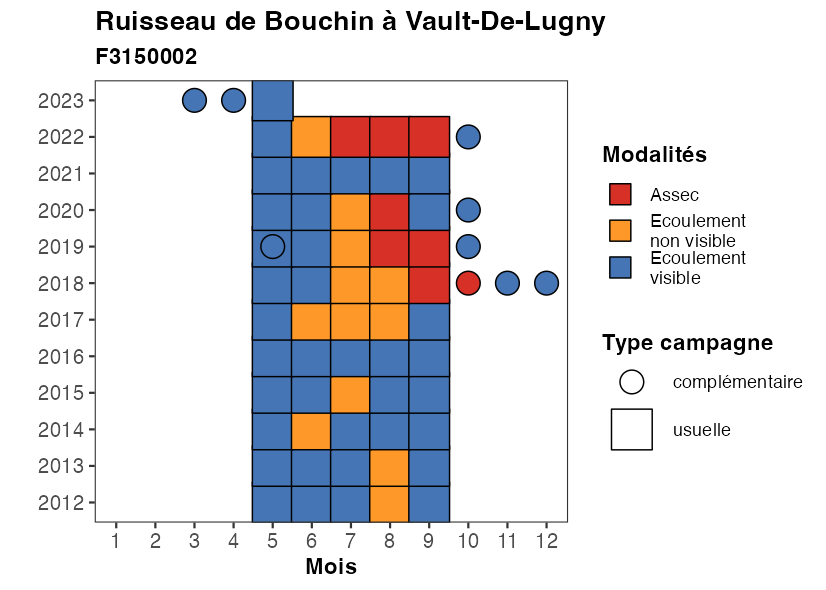 Ruisseau de Bouchin à Vault-De-Lugny
F3150002
2023
2022
2021
2020
2019
2018
2017
2016
2015
2014
2013
2012
1 2 3 4 5 6 7 8 9 10 11 12
Mois
Modalités
Assec
Ecoulement
non visible
Ecoulement
visible
Type campagne
complémentaire
usuelle